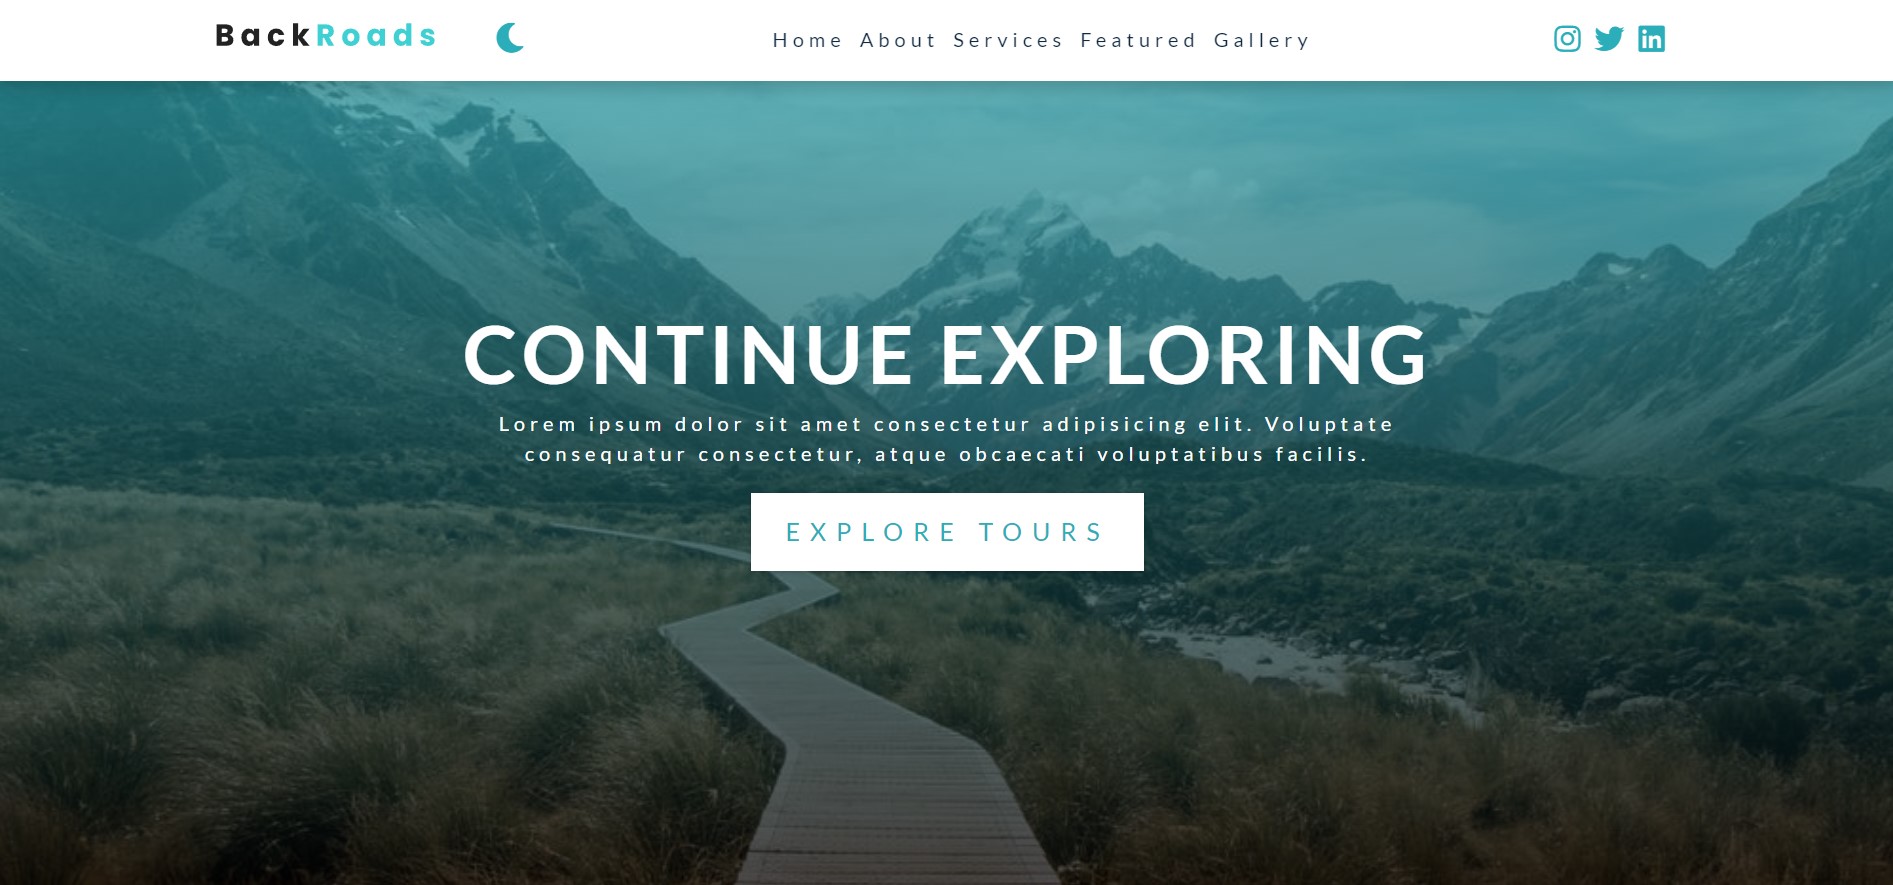 BackRoads
Home About Services Featured Gallery
CONTINUE EXPLORING
Lorem ipsum dolor sit amet consectetur adipisicing elit. Voluptate
consequatur consectetur, atque obcaecati voluptatibus facilis.
EXPLORE TOURS